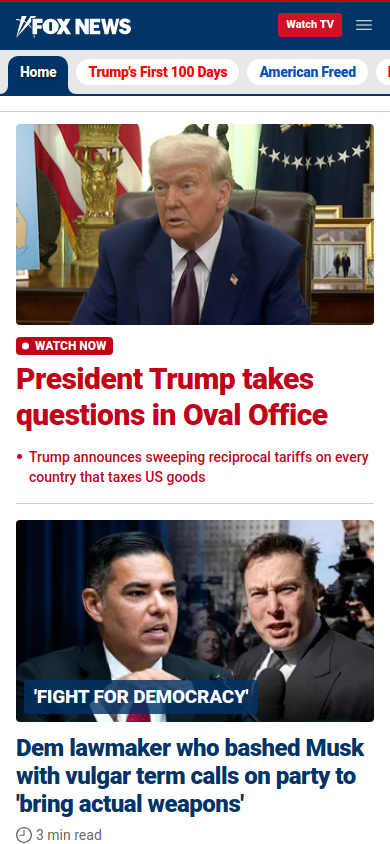 FOX NEWS
Watch TV
Home
Trump's First 100 Days
American Freed
WATCH NOW
President Trump takes
questions in Oval Office
• Trump announces sweeping reciprocal tariffs on every
country that taxes US goods
'FIGHT FOR DEMOCRACY'
Dem lawmaker who bashed Musk
with vulgar term calls on party to
'bring actual weapons'
3 min read